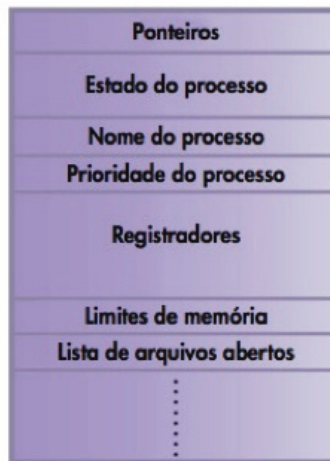 Ponteiros
Estado do processo
Nome do processo
Prioridade do processo
Registradores
Limites de memória
Lista de arquivos abertos